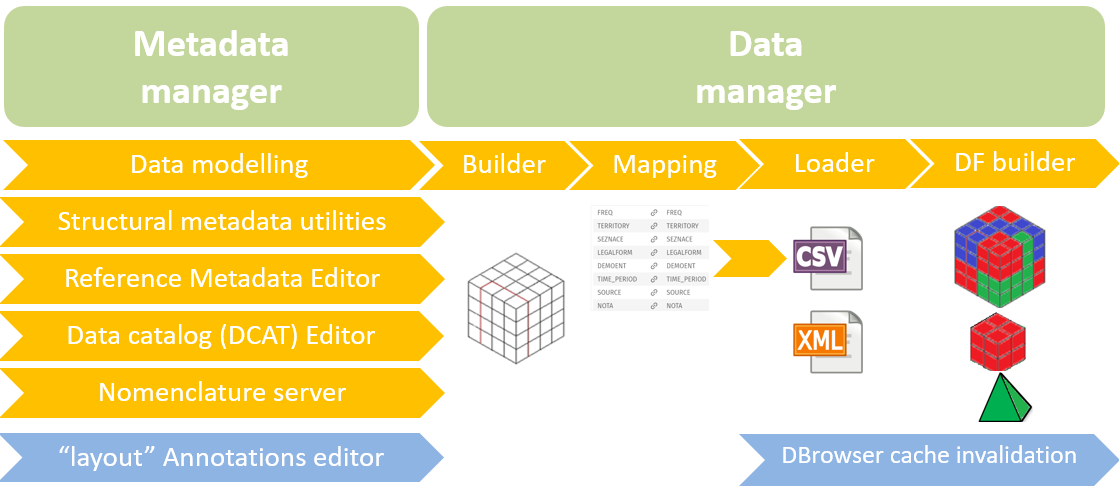 Metadata
manager
Data
manager
Data modelling
Builder
Mapping
Loader
DF builder
Structural metadata utilities
Reference Metadata Editor
Data catalog (DCAT) Editor
Nomenclature server
"layout" Annotations editor
FREQ FREQ
TERRITORY TERRITORY
SEZNACE SEZNACE
LEGALFORM LEGALFORM
DEMOENT DEMOENT
TIME_PERIOD TIME_PERIOD
SOURCE SOURCE
NOTA NOTA
CSV
XML
DBrowser cache invalidation